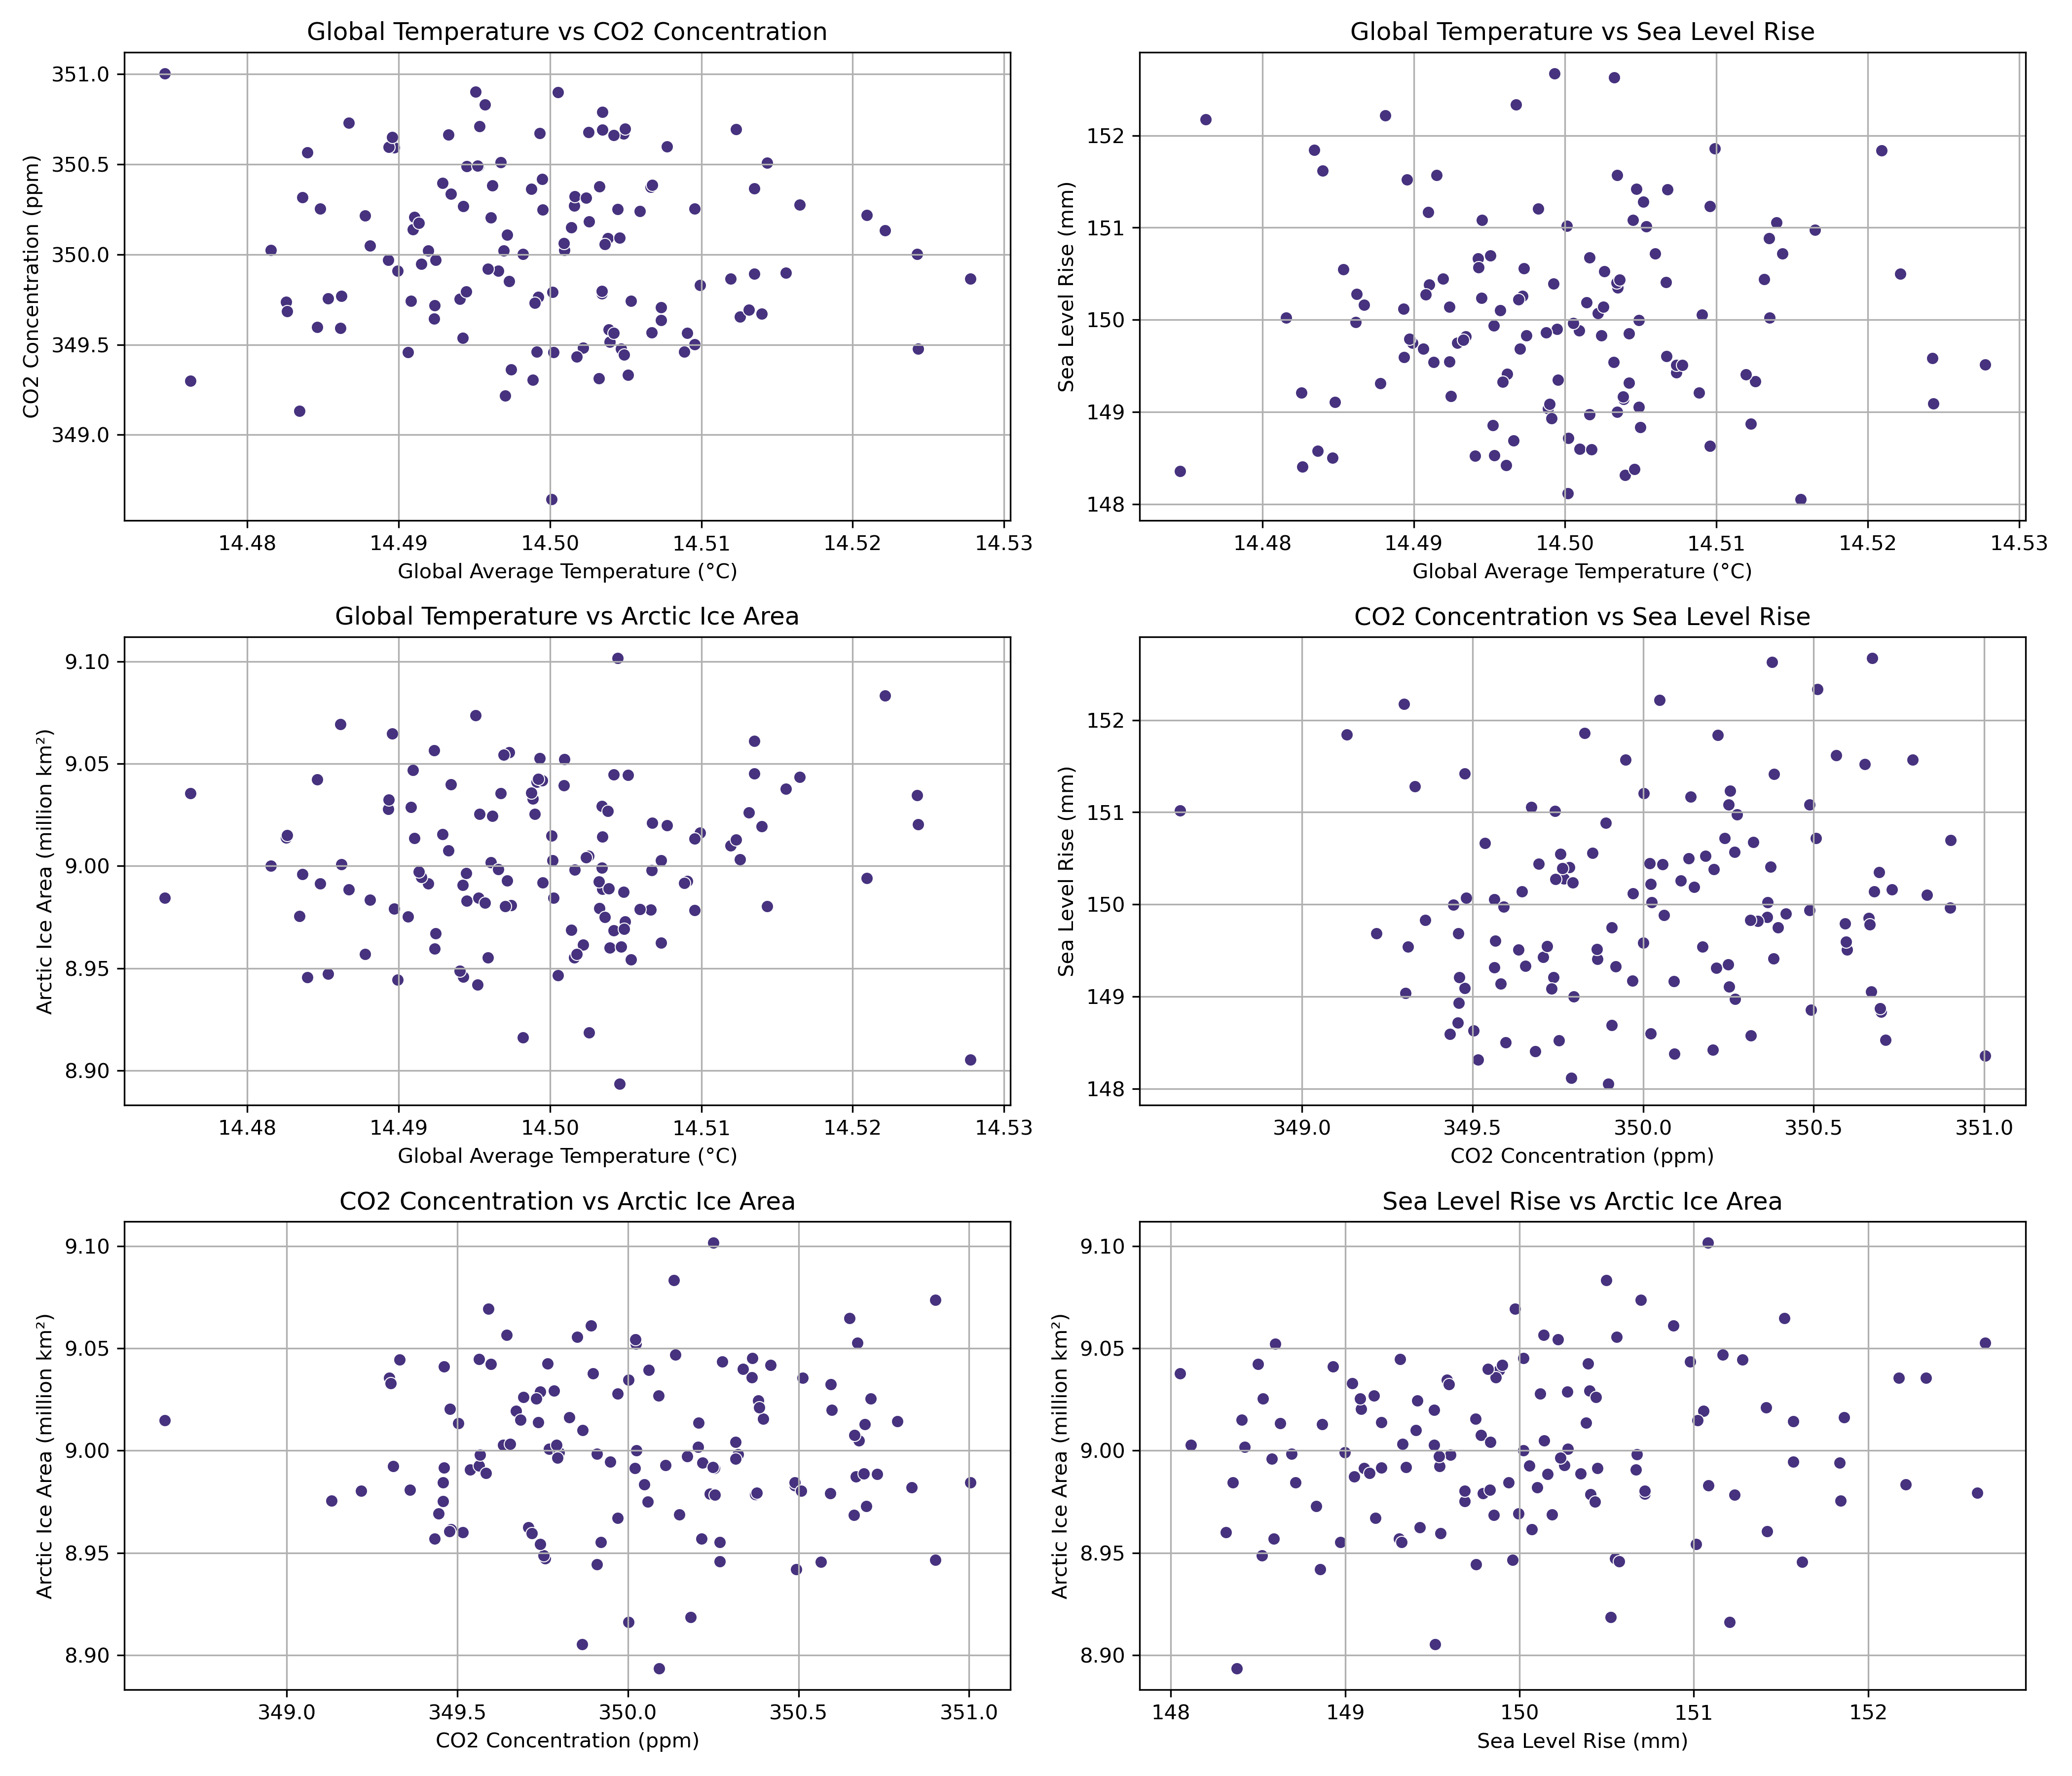 Global Temperature vs CO2 Concentration
351.0
350.5
350.0
349.5
349.0
CO2 Concentration (ppm)
14.48 14.49 14.50 14.51 14.52 14.53
Global Average Temperature (°C)
Global Temperature vs Sea Level Rise
152
151
150
149
148
Sea Level Rise (mm)
14.48 14.49 14.50 14.51 14.52 14.53
Global Average Temperature (°C)
Global Temperature vs Arctic Ice Area
9.10
9.05
9.00
8.95
8.90
Arctic Ice Area (million km²)
14.48 14.49 14.50 14.51 14.52 14.53
Global Average Temperature (°C)
CO2 Concentration vs Sea Level Rise
152
151
150
149
148
Sea Level Rise (mm)
349.0 349.5 350.0 350.5 351.0
CO2 Concentration (ppm)
CO2 Concentration vs Arctic Ice Area
9.10
9.05
9.00
8.95
8.90
Arctic Ice Area (million km²)
349.0 349.5 350.0 350.5 351.0
CO2 Concentration (ppm)
Sea Level Rise vs Arctic Ice Area
9.10
9.05
9.00
8.95
8.90
Arctic Ice Area (million km²)
148 149 150 151 152
Sea Level Rise (mm)